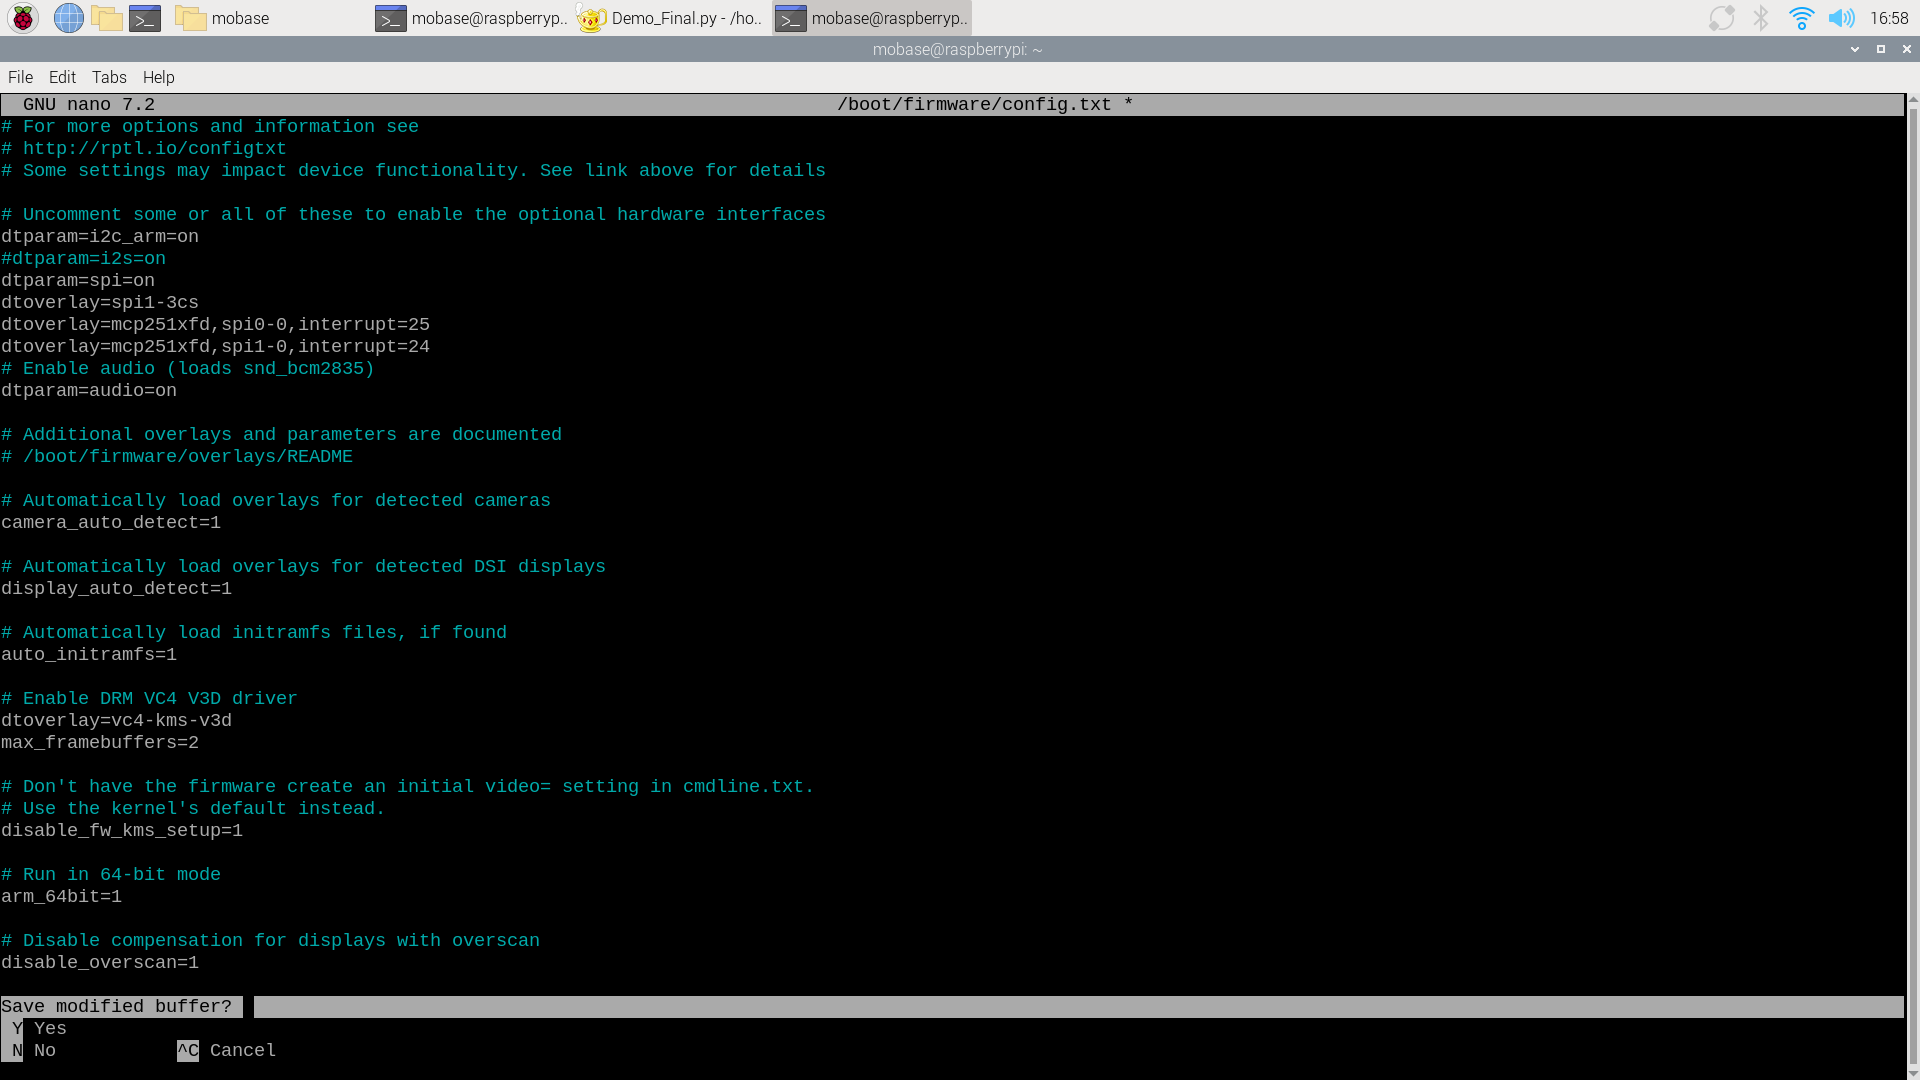 mobase
mobase@raspberryp..
Demo_Final.py - /ho..
mobase@raspberryp..
16:58
mobase@raspberrypi: ~
File Edit Tabs Help
GNU nano 7.2 /boot/firmware/config.txt *
# For more options and information see
# http://rptl.io/configtxt
# Some settings may impact device functionality. See link above for details
# Uncomment some or all of these to enable the optional hardware interfaces
dtparam=i2c_arm=on
#dtparam=i2s=on
dtparam=spi=on
dtoverlay=spi1-3cs
dtoverlay=mcp251xfd,spi0-0,interrupt=25
dtoverlay=mcp251xfd,spi1-0,interrupt=24
# Enable audio (loads snd_bcm2835)
dtparam=audio=on
# Additional overlays and parameters are documented
# /boot/firmware/overlays/README
# Automatically load overlays for detected cameras
camera_auto_detect=1
# Automatically load overlays for detected DSI displays
display_auto_detect=1
# Automatically load initramfs files, if found
auto_initramfs=1
# Enable DRM VC4 V3D driver
dtoverlay=vc4-kms-v3d
max_framebuffers=2
# Don't have the firmware create an initial video= setting in cmdline.txt.
# Use the kernel's default instead.
disable_fw_kms_setup=1
# Run in 64-bit mode
arm_64bit=1
# Disable compensation for displays with overscan
disable_overscan=1
Save modified buffer?
Y Yes
N No ^C Cancel